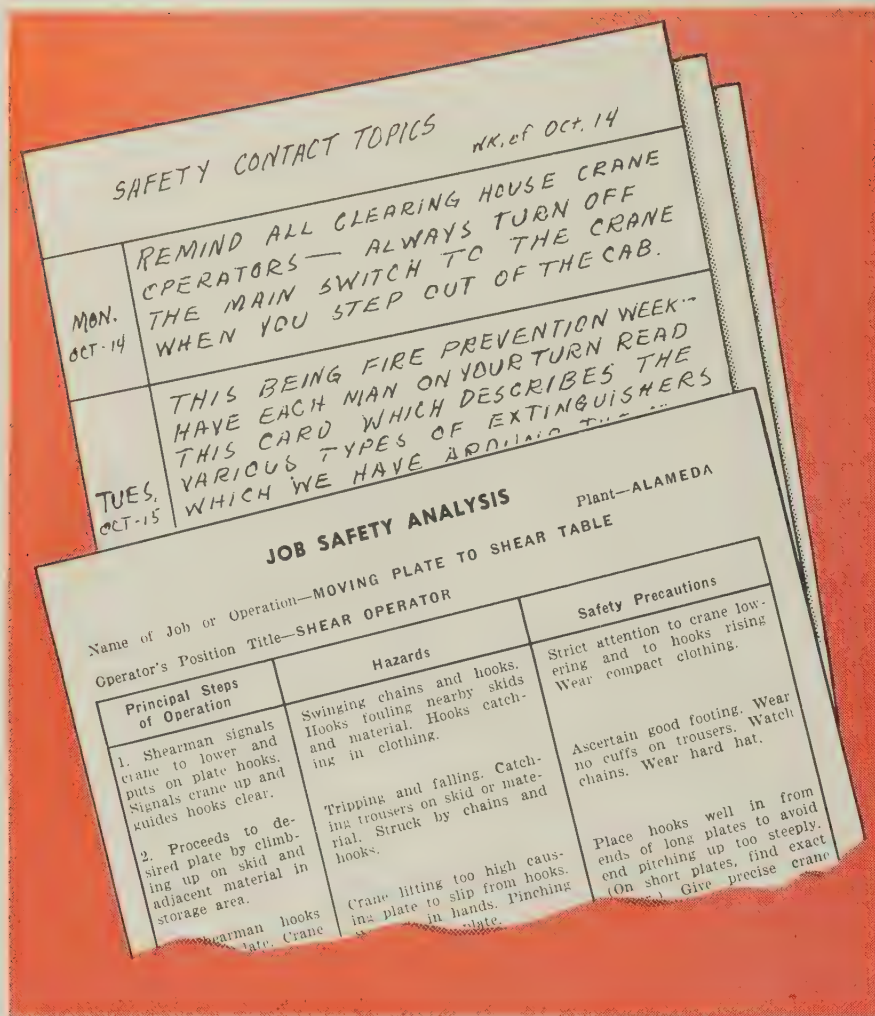 SAFETY CONTACT TOPICS
WK. of OCT. 14
MON.
OCT-14
REMIND ALL CLEARING HOUSE CRANE
OPERATORS — ALWAYS TURN OFF
THE MAIN SWITCH TO THE CRANE
WHEN YOU STEP OUT OF THE CAB.
TUES,
OCT-15
THIS BEING FIRE PREVENTION WEEK--
HAVE EACH MAN ON YOUR TURN READ
THIS CARD WHICH DESCRIBES THE
VARIOUS TYPES OF EXTINGUISHERS
WHICH WE HAVE AROUND
JOB SAFETY ANALYSIS
Plant—ALAMEDA
Name of Job or Operation—MOVING PLATE TO SHEAR TABLE
Operator's Position Title—SHEAR OPERATOR
Principal Steps
of Operation
1. Shearman signals
crane to lower and
puts on plate hooks.
Signals crane up and
guides hooks clear.
2. Proceeds to de-
sired plate by climb-
ing up on skid and
adjacent material in
storage area.
hooks
Crane
Hazards
Swinging chains and hooks.
Hooks fouling nearby skids
and material. Hooks catch-
ing in clothing.
Tripping and falling. Catch-
ing trousers on skid or mate-
rial. Struck by chains and
hooks.
Crane lifting too high caus-
ing plate to slip from hooks.
in hands. Pinching
plate.
Safety Precautions
Strict attention to crane low-
ering and to hooks rising
Wear compact clothing.
Ascertain good footing. Wear
no cuffs on trousers. Watch
chains. Wear hard hat.
Place hooks well in from
ends of long plates to avoid
end pitching up too steeply.
(On short plates, find exact
Give precise crane